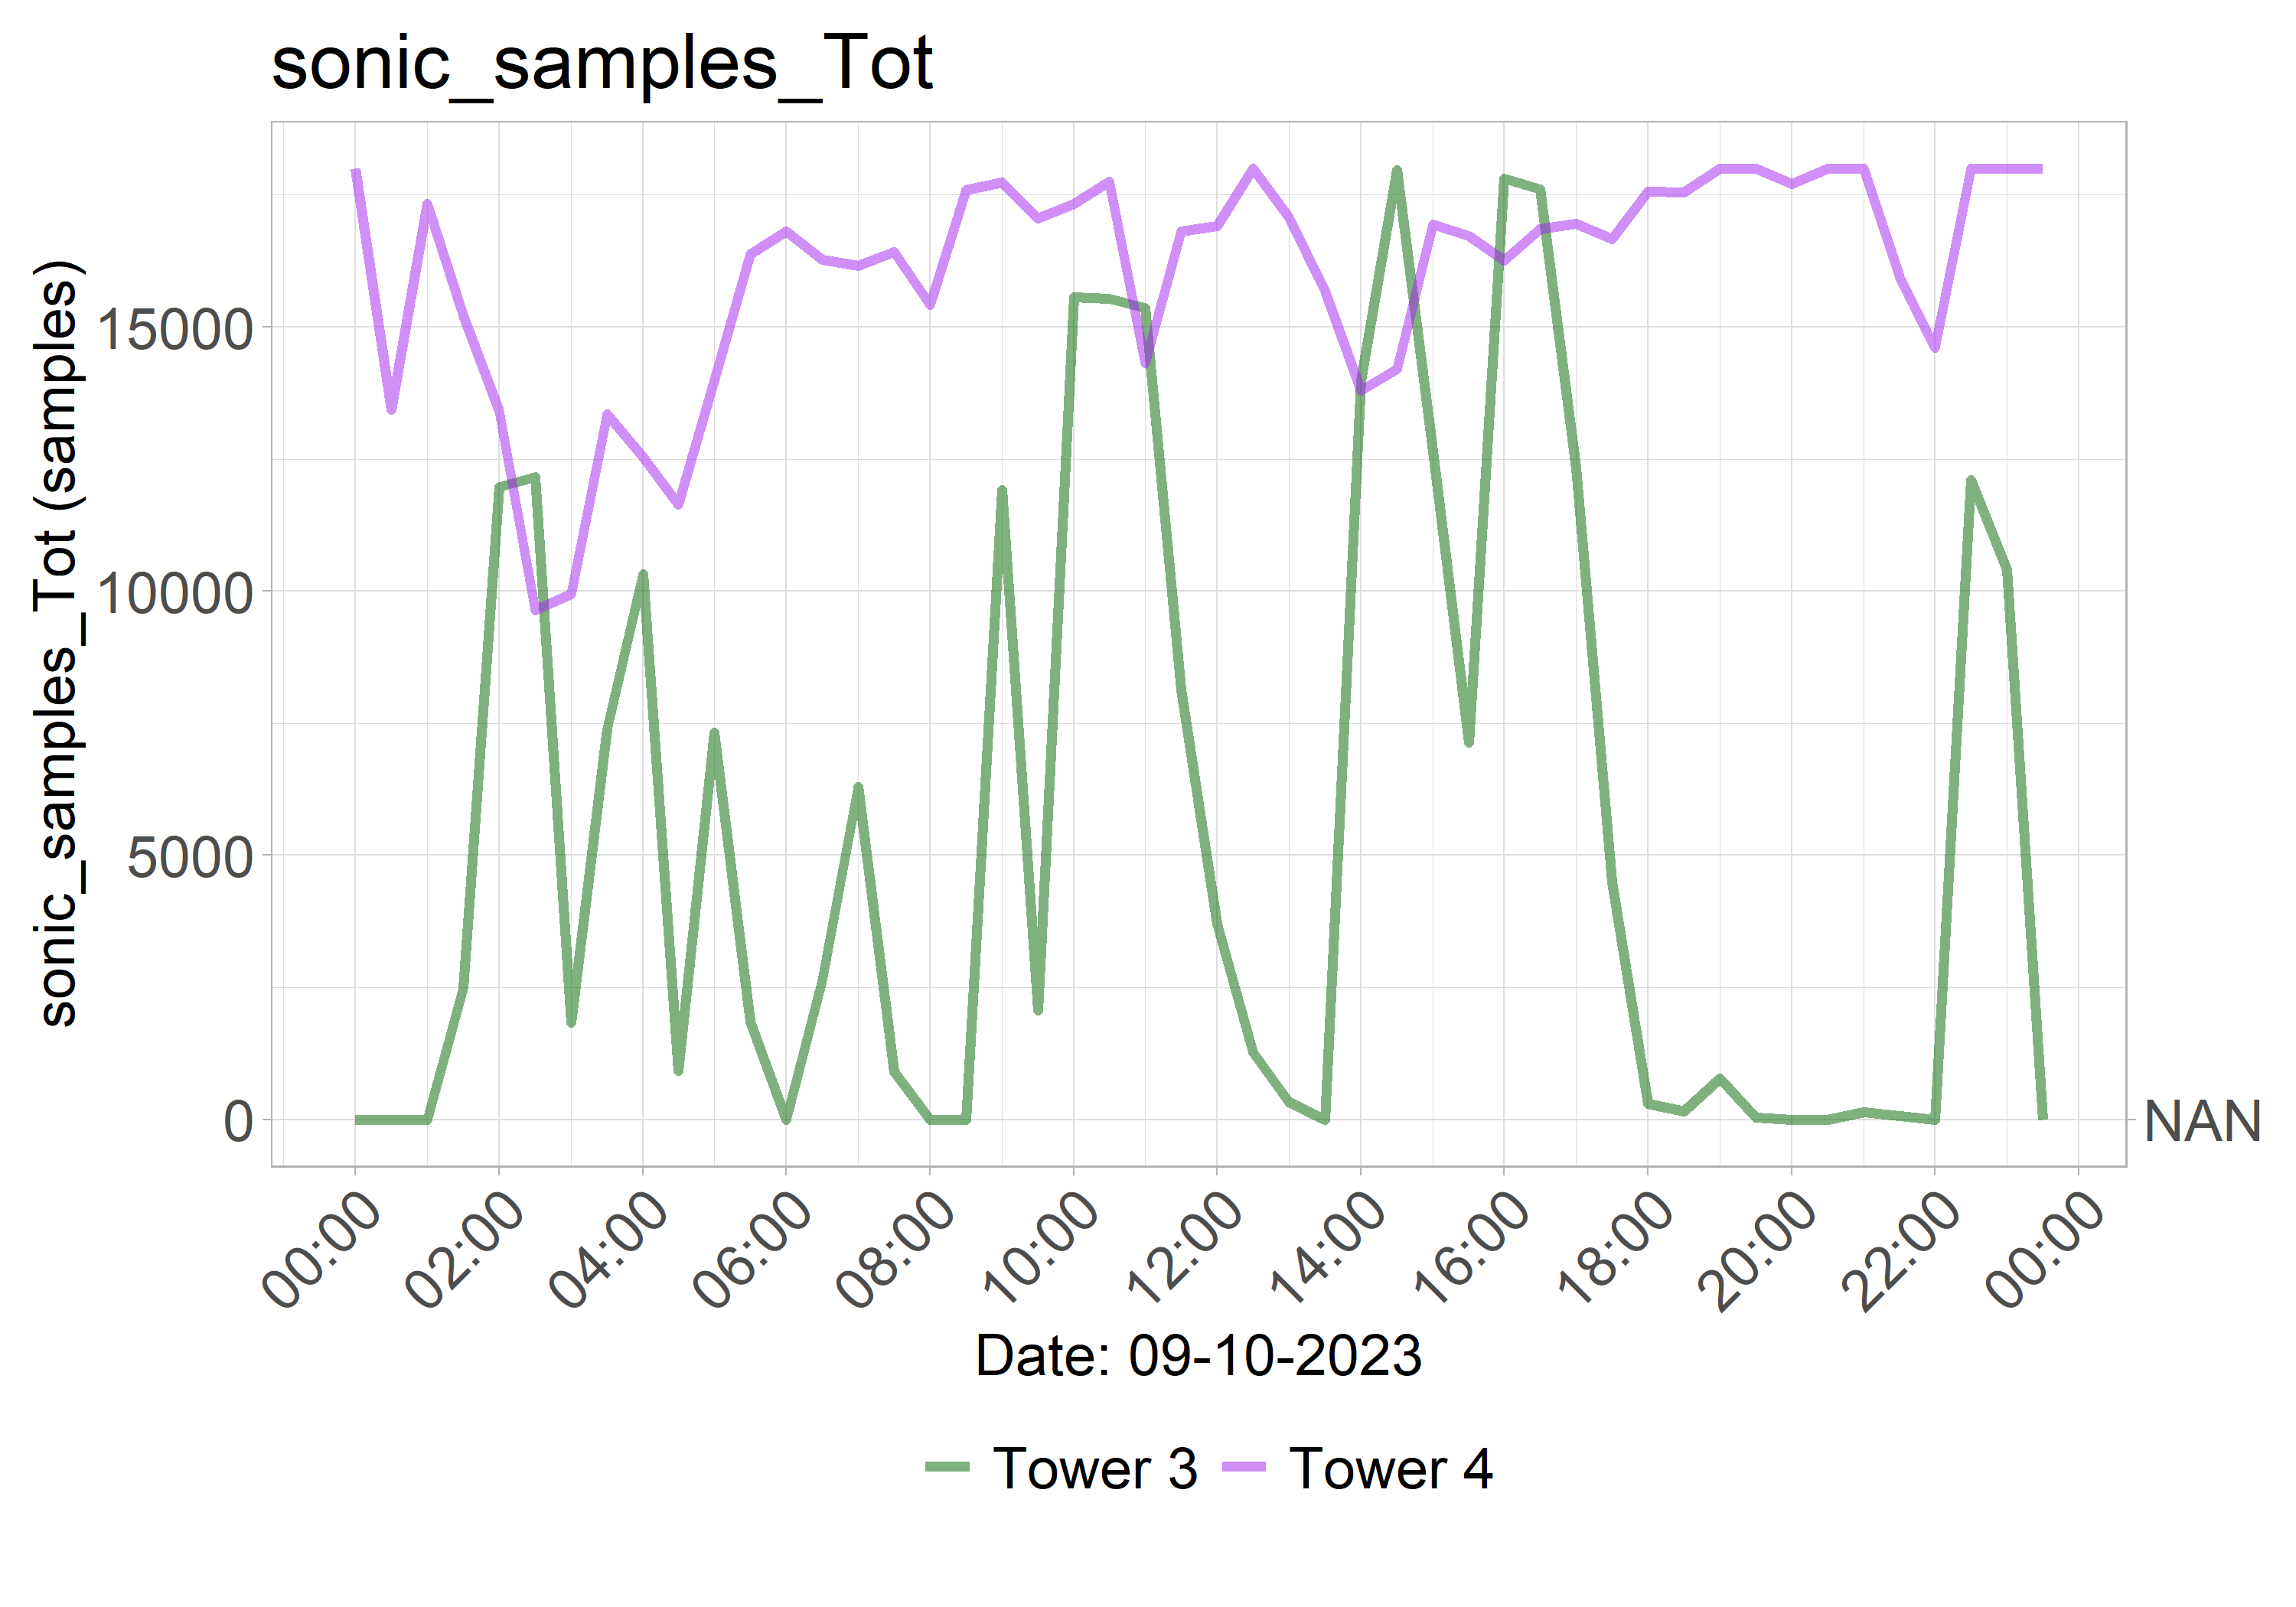 sonic_samples_Tot
sonic_samples_Tot (samples)
15000
10000
5000
0
NAN
00:00 02:00 04:00 06:00 08:00 10:00 12:00 14:00 16:00 18:00 20:00 22:00 00:00
Date: 09-10-2023
Tower 3 Tower 4